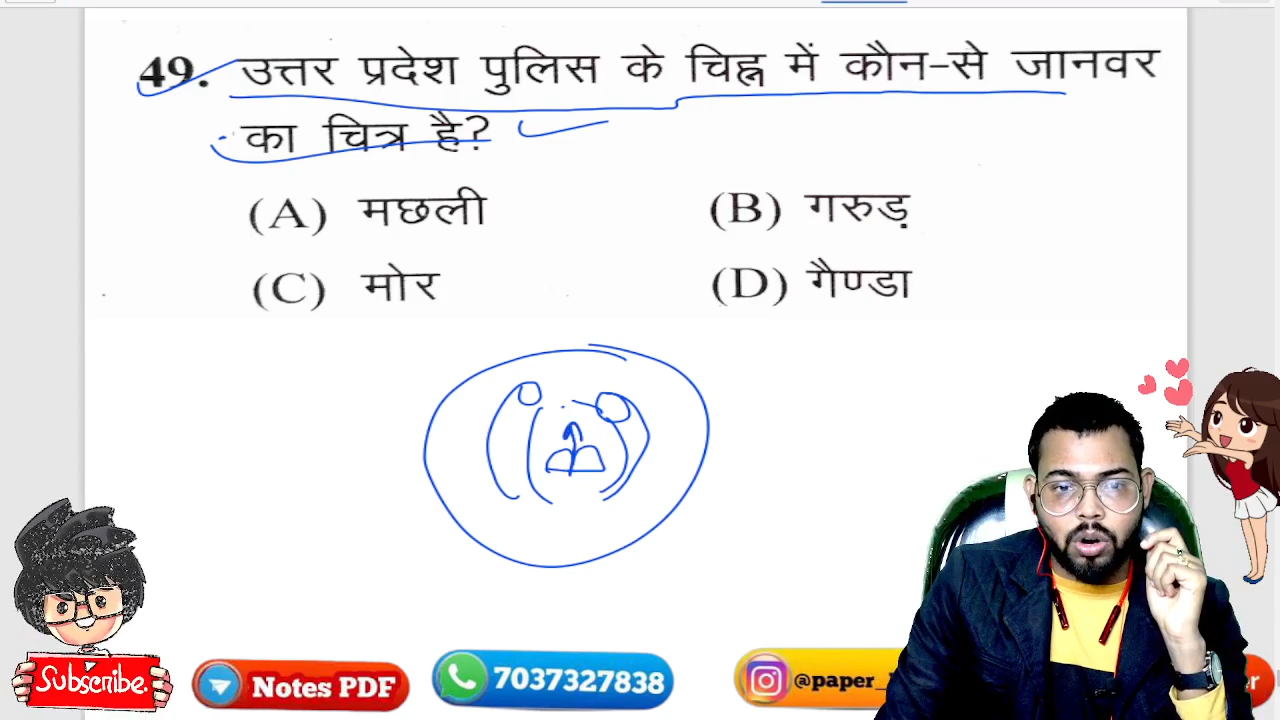 49. उत्तर प्रदेश पुलिस के चिह्न में कौन-से जानवर
का चित्र है?
(A) मछली (B) गरुड़
(C) मोर (D) गैण्डा
Subscribe.
Notes PDF
7037327838
@paper_